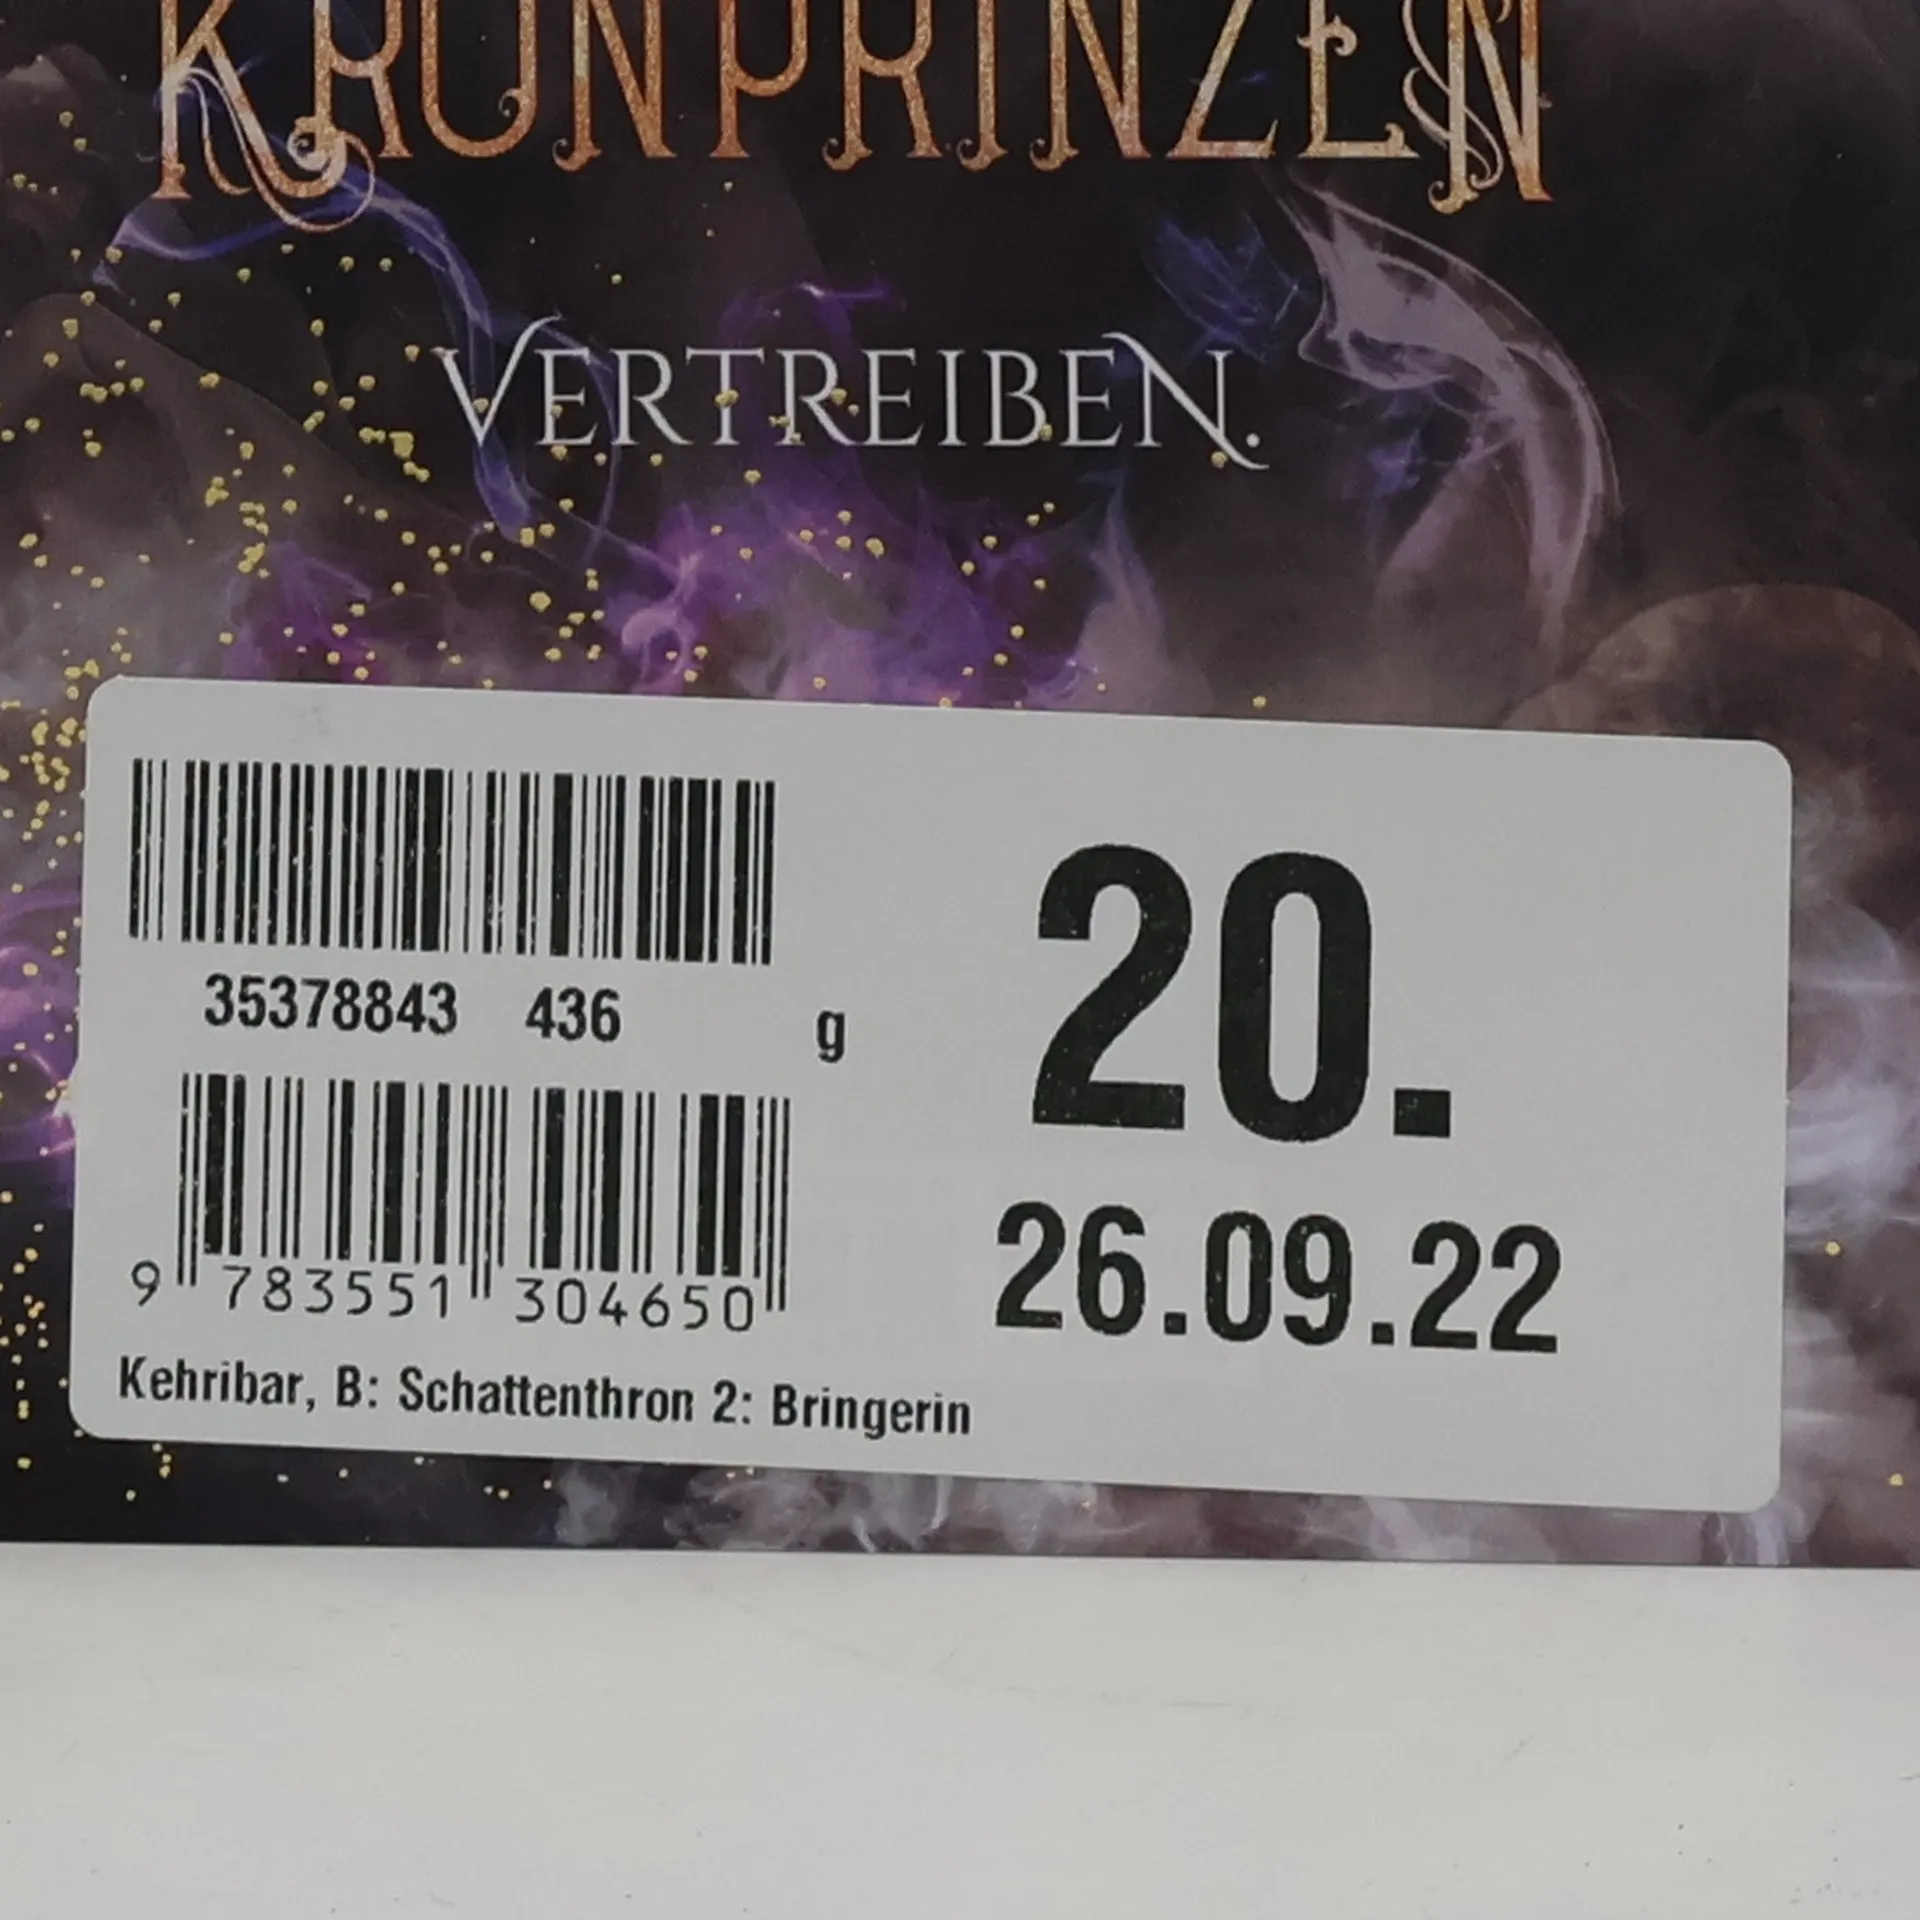 KRONPRINZEN
VERTREIBEN.
35378843 436 g
20.
9 783551 304650
26.09.22
Kehribar, B: Schattenthron 2: Bringerin